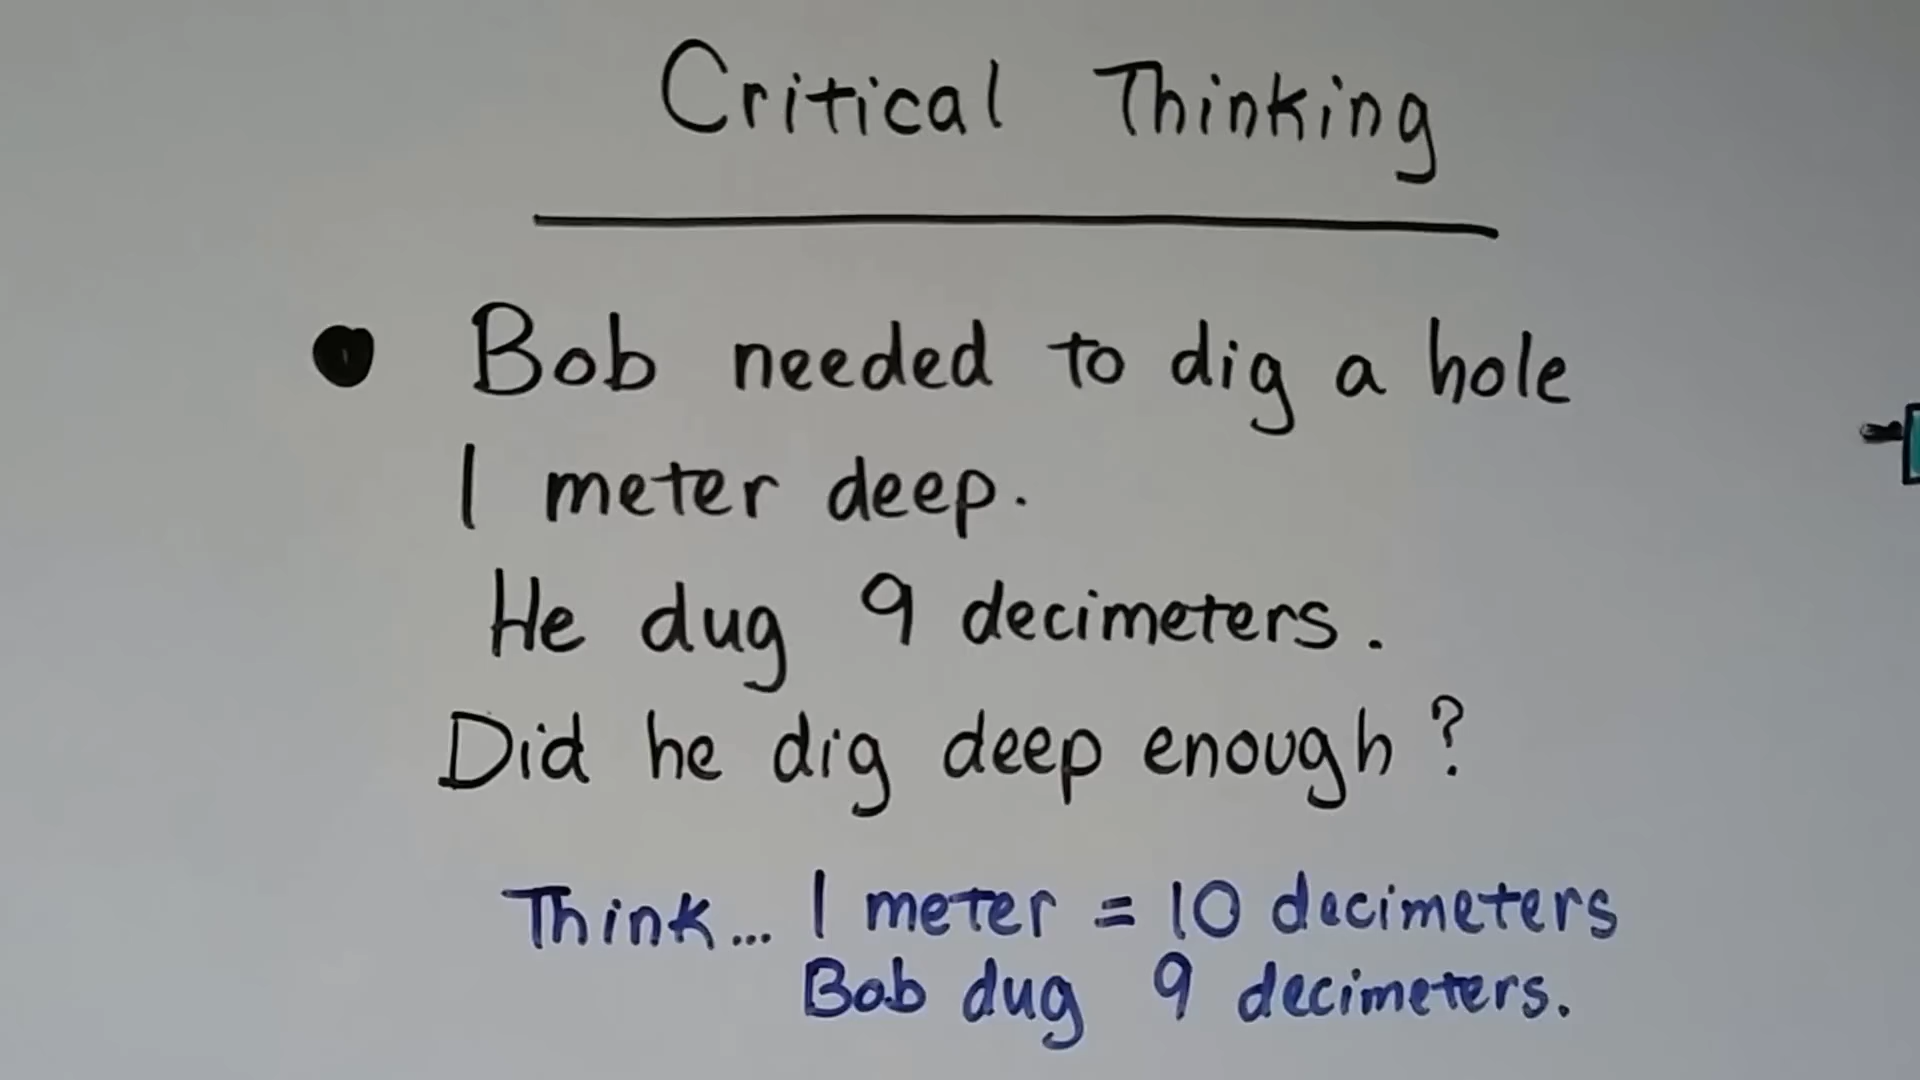 Critical Thinking
Bob needed to dig a hole
1 meter deep.
He dug 9 decimeters.
Did he dig deep enough?
Think... 1 meter = 10 decimeters
Bob dug 9 decimeters.